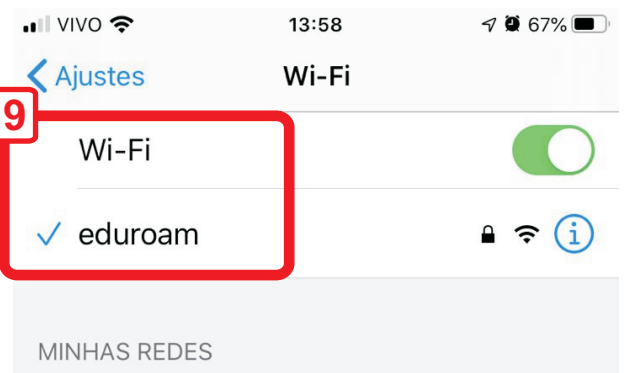 VIVO 13:58 67%
Ajustes Wi-Fi
9
Wi-Fi
eduroam
MINHAS REDES